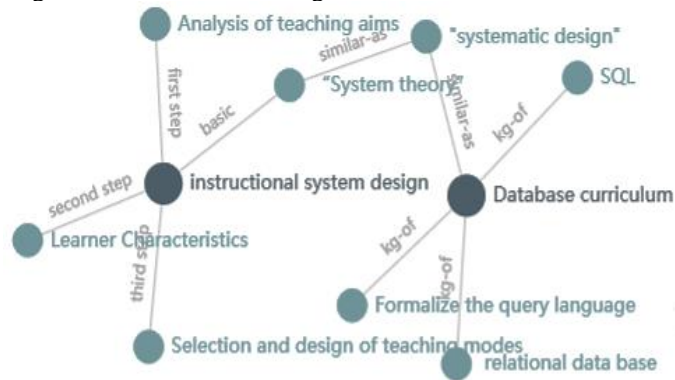 Analysis of teaching aims
similar-as
"systematic design"
first step
"System theory"
similar-as
SQL
basic
kg-of
second step
instructional system design
Database curriculum
Learner Characteristics
third step
kg-of
kg-of
Formalize the query language
Selection and design of teaching modes
relational data base